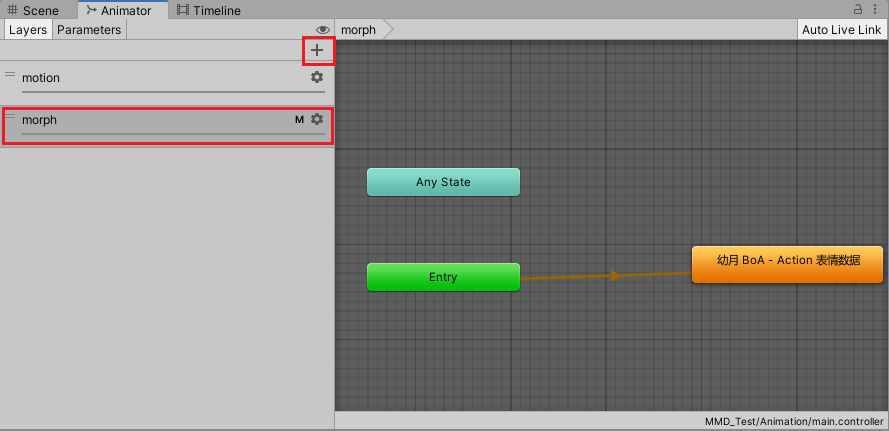 Scene Animator Timeline
Layers Parameters morph Auto Live Link
motion
morph M
Any State
幼月 BoA - Action 表情数据
Entry
MMD_Test/Animation/main.controller